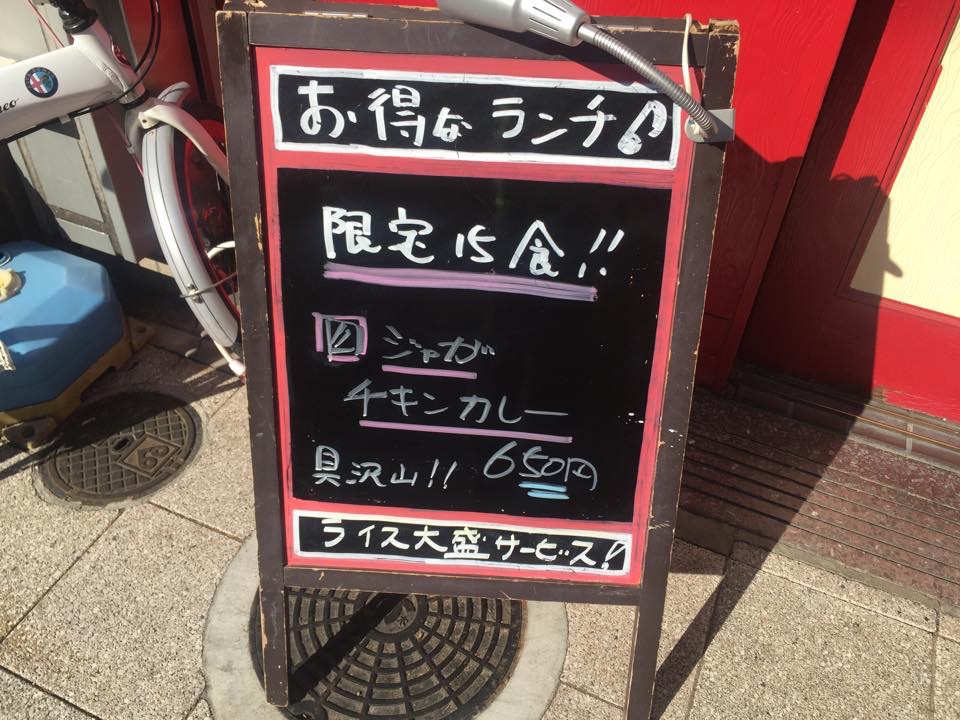 お得なランチ♪
限定15食!!
ジャガ
チキンカレー
具沢山!! 650円
ライス大盛サービス!